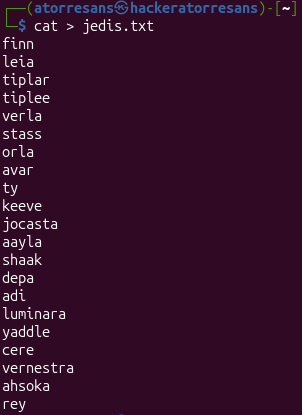 ┌──(atorresans㉿hackeratorresans)-[~]
└─$ cat > jedis.txt
finn
leia
tiplar
tiplee
verla
stass
orla
avar
ty
keeve
jocasta
aayla
shaak
depa
adi
luminara
yaddle
cere
vernestra
ahsoka
rey